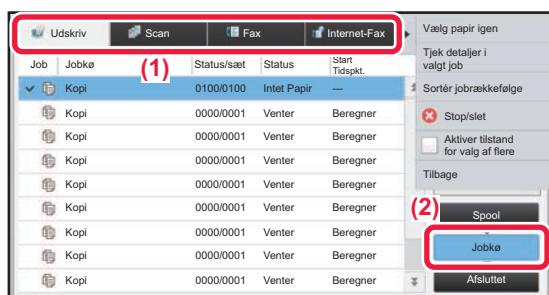 Udskriv Scan Fax Internet-Fax
Job Jobkø Status/sæt Status Start Tidspkt.
(1)
Kopi 0100/0100 Intet Papir ---
Kopi 0000/0001 Venter Beregner
Kopi 0000/0001 Venter Beregner
Kopi 0000/0001 Venter Beregner
Kopi 0000/0001 Venter Beregner
Kopi 0000/0001 Venter Beregner
Kopi 0000/0001 Venter Beregner
Kopi 0000/0001 Venter Beregner
Kopi 0000/0001 Venter Beregner
Vælg papir igen
Tjek detaljer i
valgt job
Sortér jobrækkefølge
Stop/slet
Aktiver tilstand
for valg af flere
Tilbage
(2)
Spool
Jobkø
Afsluttet